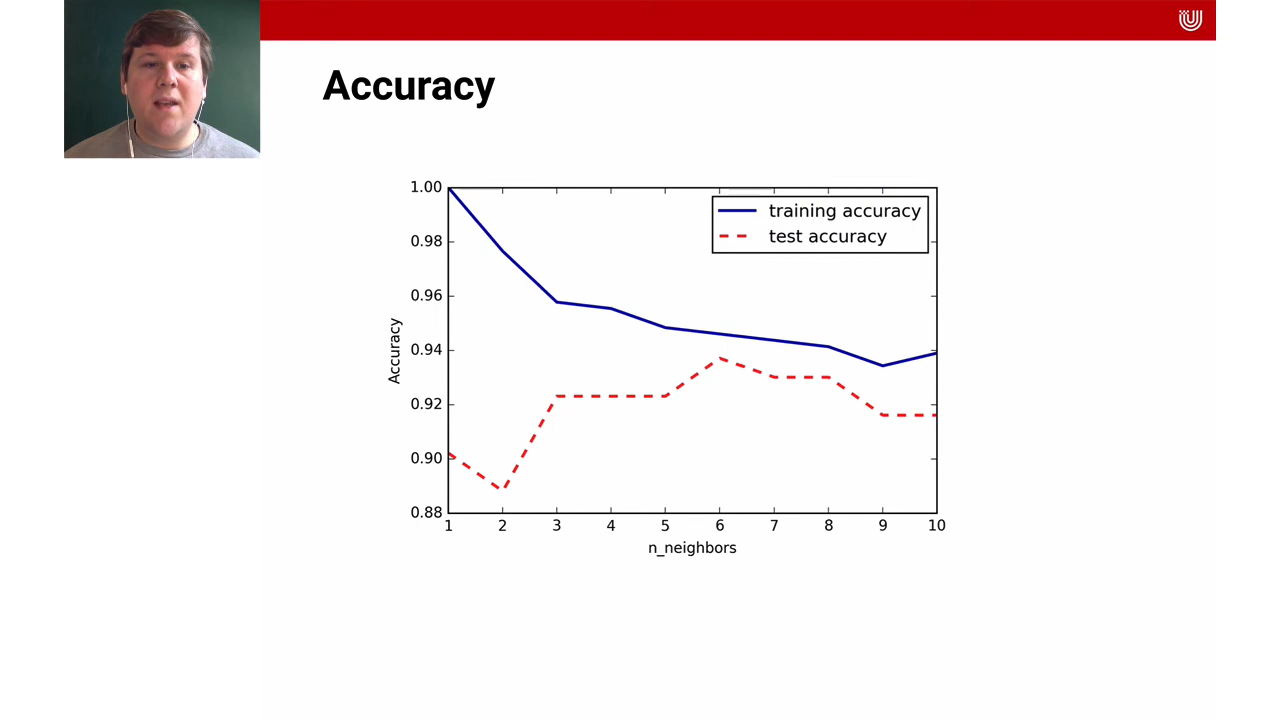 Accuracy
1.00
0.98
0.96
0.94
0.92
0.90
0.88
Accuracy
training accuracy
test accuracy
1 2 3 4 5 6 7 8 9 10
n_neighbors